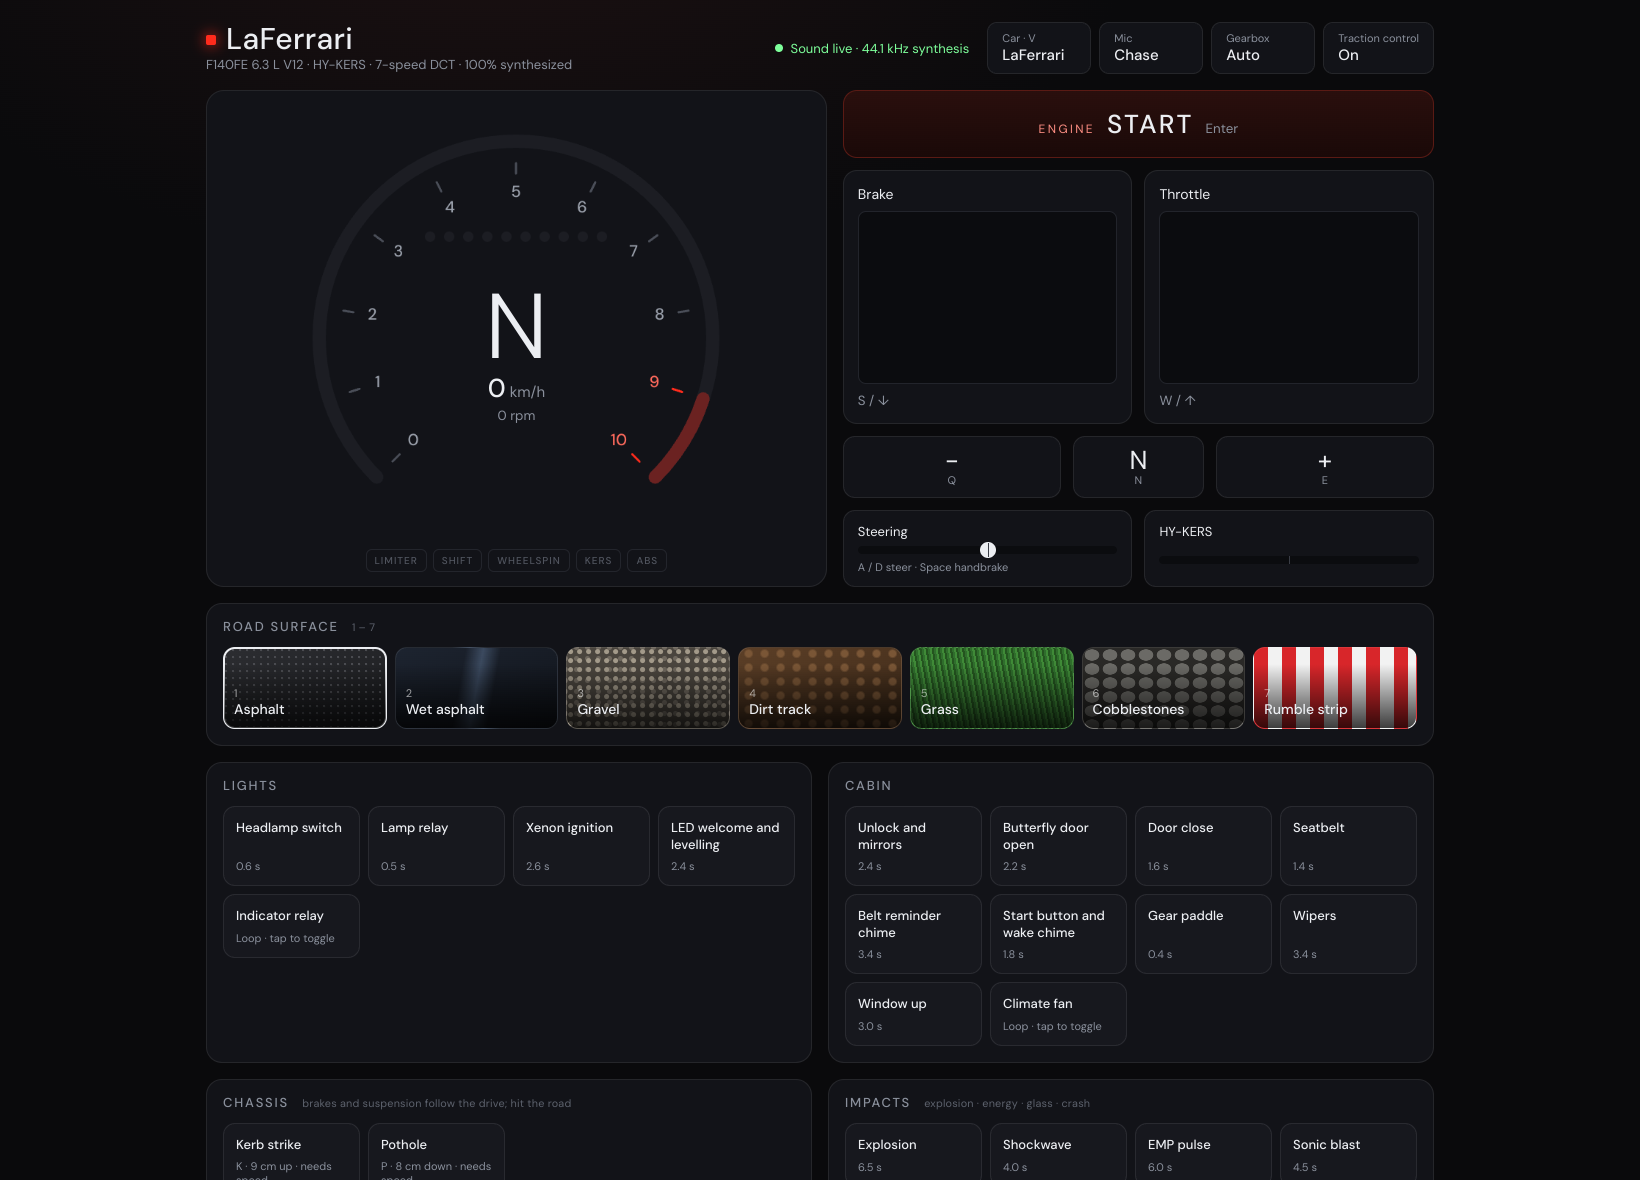 LaFerrari
F140FE 6.3 L V12 · HY-KERS · 7-speed DCT · 100% synthesized
Sound live · 44.1 kHz synthesis
Car · V
LaFerrari
Mic
Chase
Gearbox
Auto
Traction control
On
0
1
2
3
4
5
6
7
8
9
10
N
0 km/h
0 rpm
LIMITER
SHIFT
WHEELSPIN
KERS
ABS
ENGINE START Enter
Brake
S / ↓
Throttle
W / ↑
−
Q
N
N
+
E
Steering
A / D steer · Space handbrake
HY-KERS
ROAD SURFACE 1 – 7
1
Asphalt
2
Wet asphalt
3
Gravel
4
Dirt track
5
Grass
6
Cobblestones
7
Rumble strip
LIGHTS
Headlamp switch
0.6 s
Lamp relay
0.5 s
Xenon ignition
2.6 s
LED welcome and
levelling
2.4 s
Indicator relay
Loop · tap to toggle
CABIN
Unlock and
mirrors
2.4 s
Butterfly door
open
2.2 s
Door close
1.6 s
Seatbelt
1.4 s
Belt reminder
chime
3.4 s
Start button and
wake chime
1.8 s
Gear paddle
0.4 s
Wipers
3.4 s
Window up
3.0 s
Climate fan
Loop · tap to toggle
CHASSIS brakes and suspension follow the drive; hit the road
Kerb strike
K · 9 cm up · needs
speed
Pothole
P · 8 cm down · needs
speed
IMPACTS explosion · energy · glass · crash
Explosion
6.5 s
Shockwave
4.0 s
EMP pulse
6.0 s
Sonic blast
4.5 s